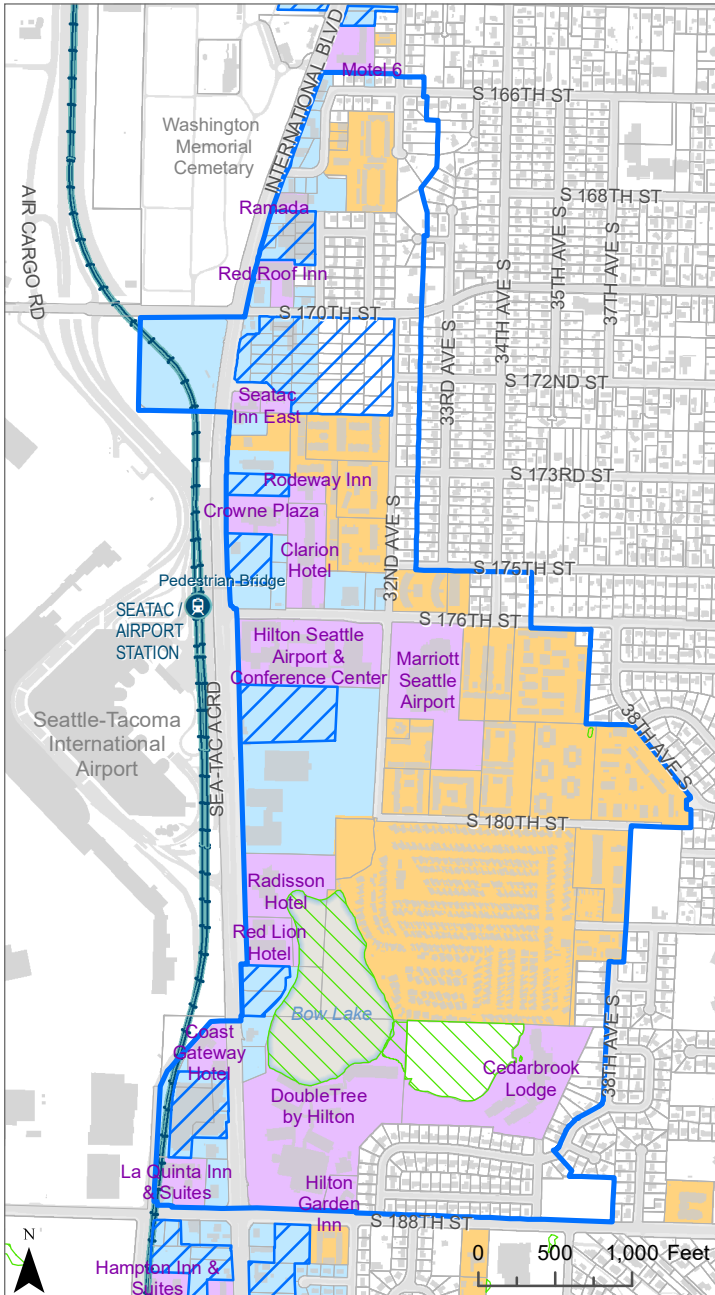 INTERNATIONAL BLVD
Motel 6
S 166TH ST
Washington
Memorial
Cemetary
AIR CARGO RD
S 168TH ST
Ramada
35TH AVE S
37TH AVE S
34TH AVE S
Red Roof Inn
S 170TH ST
33RD AVE S
S 172ND ST
Seatac
Inn East
S 173RD ST
Rodeway Inn
Crowne Plaza
32ND AVE S
Clarion
Hotel
S 175TH ST
Pedestrian Bridge
SEATAC /
AIRPORT
STATION
S 176TH ST
Hilton Seattle
Airport &
Conference Center
Marriott
Seattle
Airport
SEA-TAC ACRD
Seattle-Tacoma
International
Airport
38TH AVE S
S 180TH ST
Radisson
Hotel
Red Lion
Hotel
Bow Lake
38TH AVE S
Coast
Gateway
Hotel
Cedarbrook
Lodge
DoubleTree
by Hilton
La Quinta Inn
& Suites
Hilton
Garden
Inn
S 188TH ST
N
0 500 1,000 Feet
Hampton Inn &
Suites